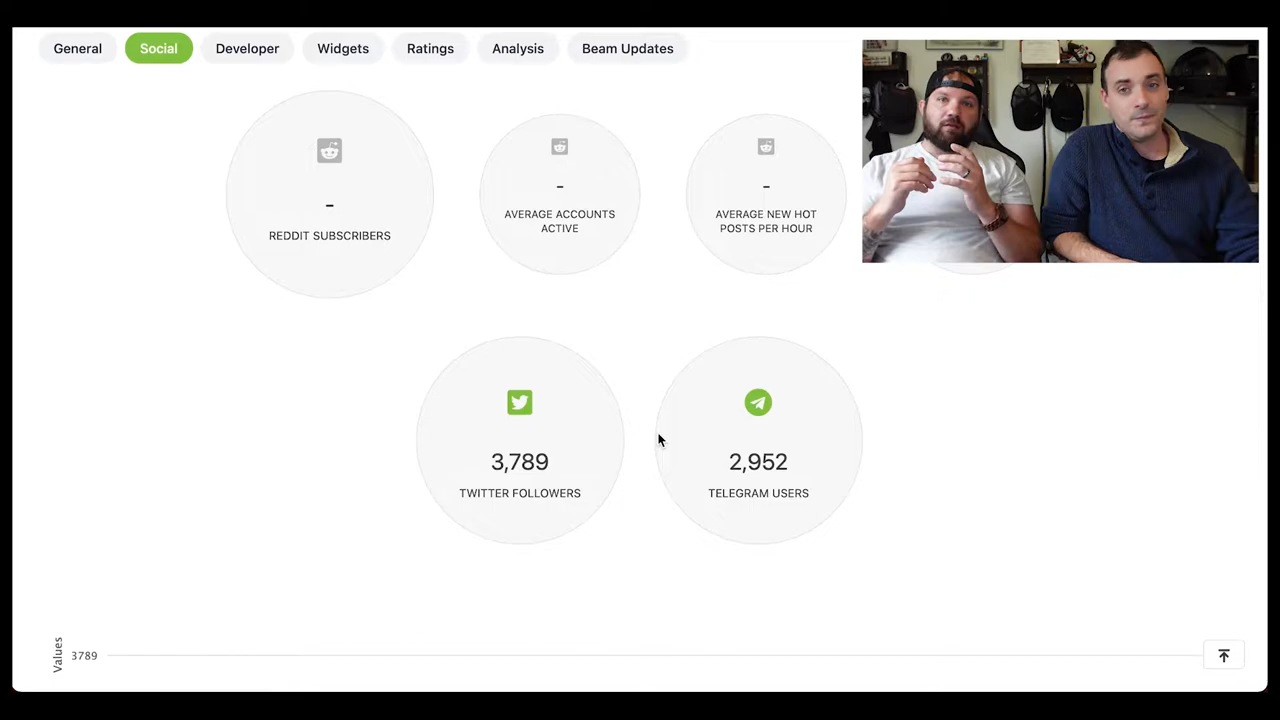 General
Social
Developer
Widgets
Ratings
Analysis
Beam Updates
-
REDDIT SUBSCRIBERS
-
AVERAGE ACCOUNTS
ACTIVE
-
AVERAGE NEW HOT
POSTS PER HOUR
3,789
TWITTER FOLLOWERS
2,952
TELEGRAM USERS
Values
3789